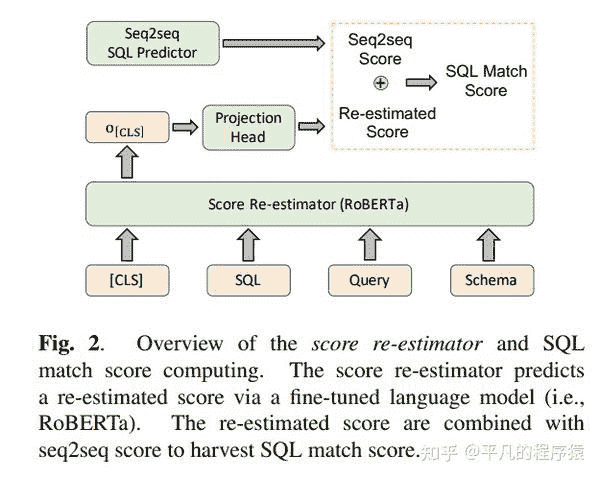 Seq2seq
SQL Predictor
Seq2seq
Score
⊕
Re-estimated
Score
SQL Match
Score
o[CLS]
Projection
Head
Score Re-estimator (RoBERTa)
[CLS]
SQL
Query
Schema
Fig. 2. Overview of the score re-estimator and SQL
match score computing. The score re-estimator predicts
a re-estimated score via a fine-tuned language model (i.e.,
RoBERTa). The re-estimated score are combined with
seq2seq score to harvest SQL match score.
知乎 @平凡的程序猿